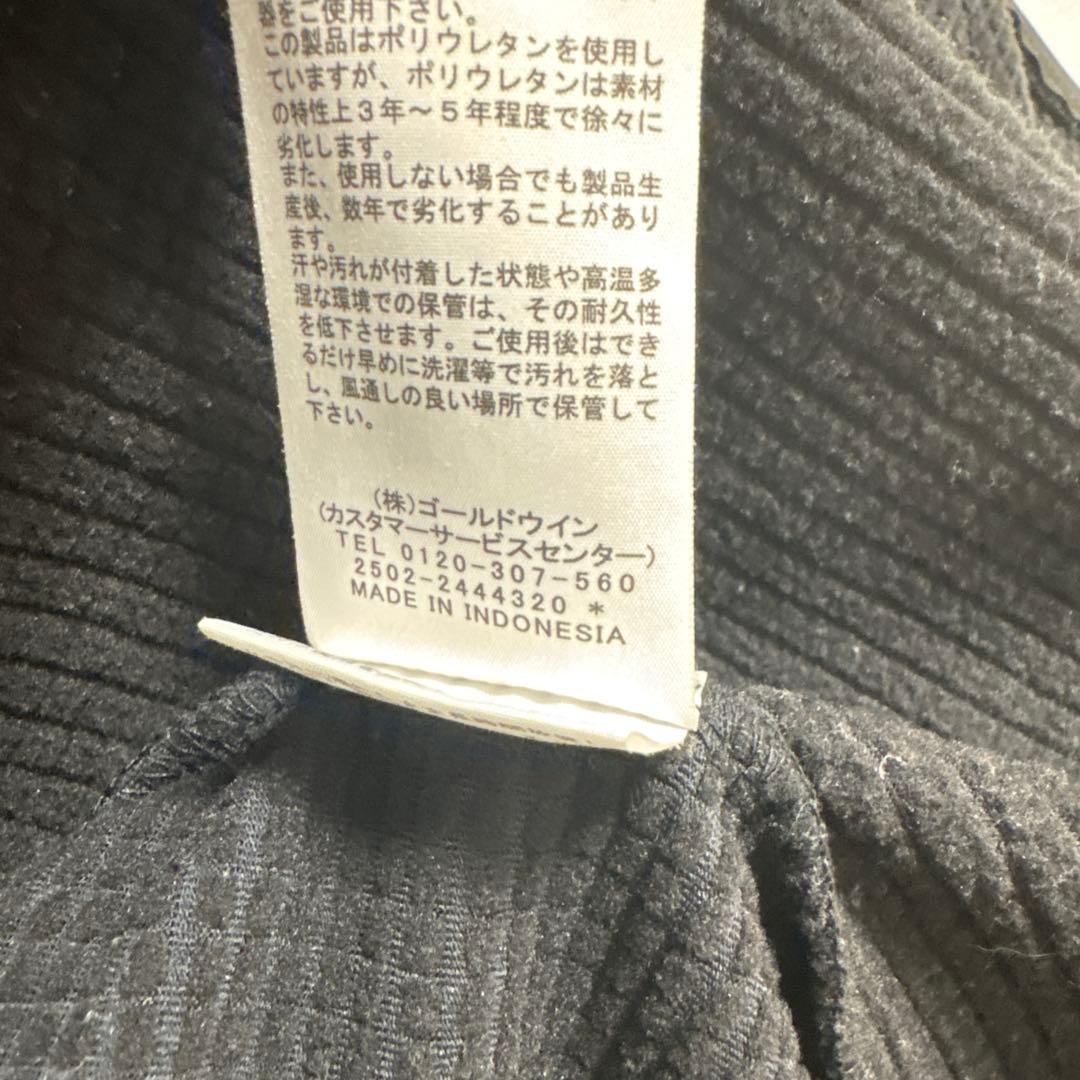 器をご使用下さい。
この製品はポリウレタンを使用し
ていますが、ポリウレタンは素材
の特性上3年～5年程度で徐々に
劣化します。
また、使用しない場合でも製品生
産後、数年で劣化することがあり
ます。
汗や汚れが付着した状態や高温多
湿な環境での保管は、その耐久性
を低下させます。ご使用後はでき
るだけ早めに洗濯等で汚れを落と
し、風通しの良い場所で保管して
下さい。
(株)ゴールドウイン
(カスタマーサービスセンター)
TEL 0120-307-560
2502-2444320 *
MADE IN INDONESIA